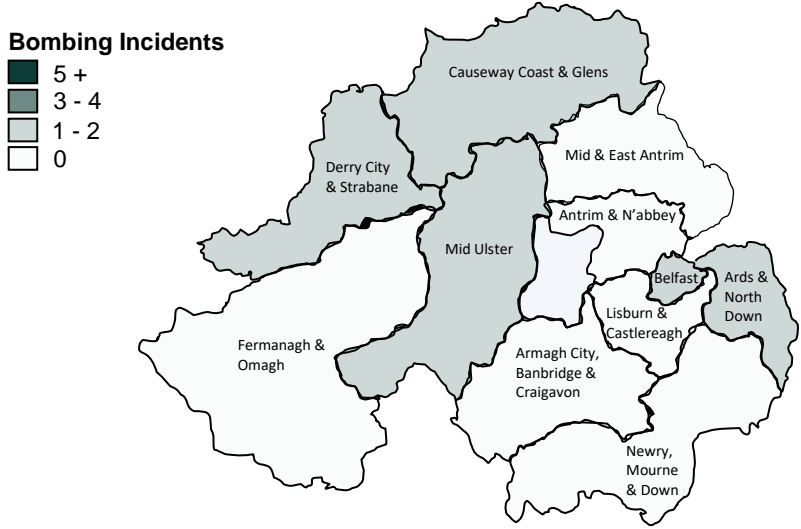 Bombing Incidents
5 +
3 - 4
1 - 2
0
Causeway Coast & Glens
Mid & East Antrim
Derry City
& Strabane
Antrim & N'abbey
Mid Ulster
Belfast
Ards &
North
Down
Lisburn &
Castlereagh
Fermanagh &
Omagh
Armagh City,
Banbridge &
Craigavon
Newry,
Mourne
& Down